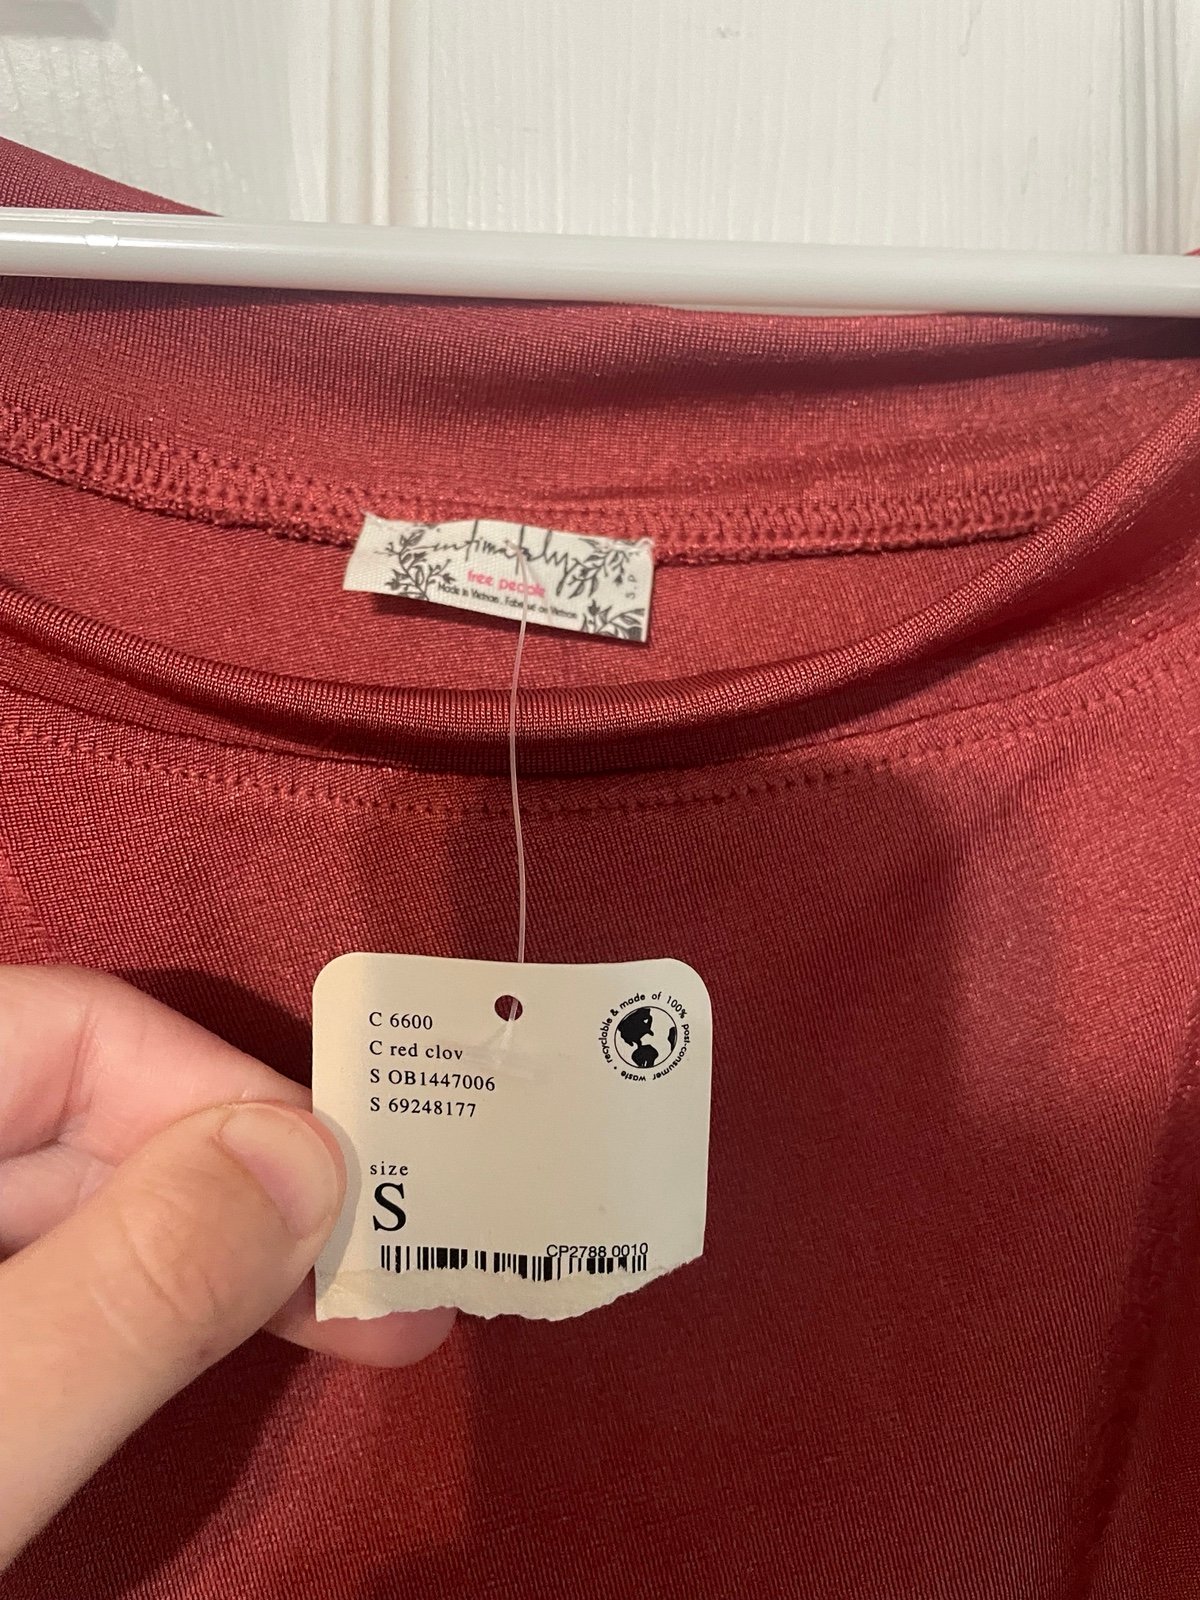 intimately
free people
Made in Vietnam . Fabriqué au Vietnam
S P
C 6600
C red clov
S OB1447006
S 69248177
recyclable & made of 100% post-consumer waste •
size
S
CP2788 0010